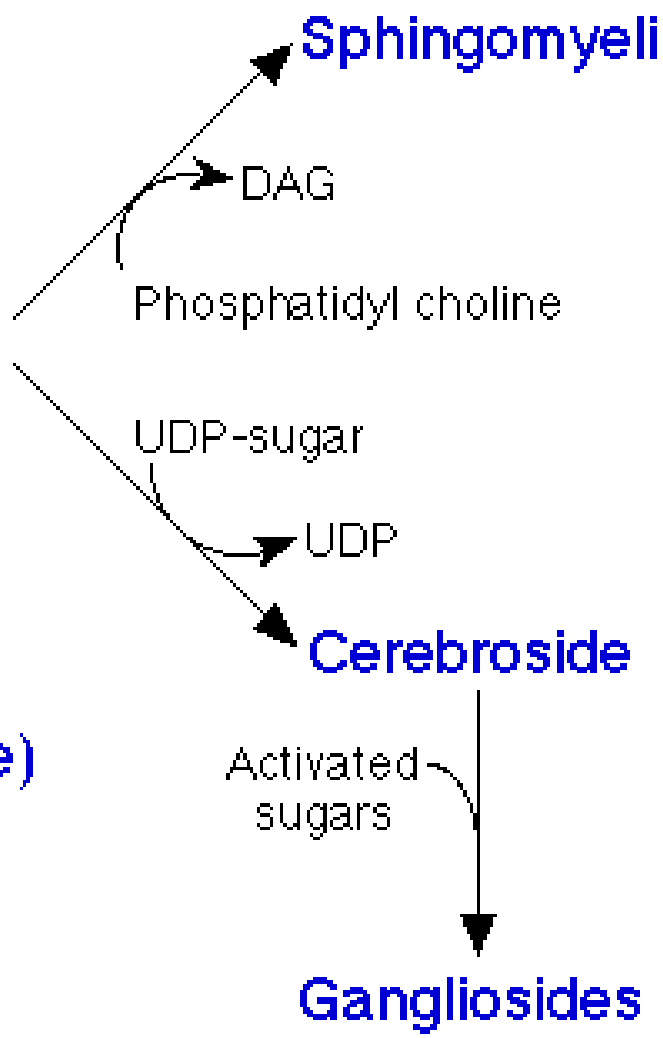 Sphingomyeli
DAG
Phosphatidyl choline
UDP-sugar
UDP
Cerebroside
e)
Activated
sugars
Gangliosides